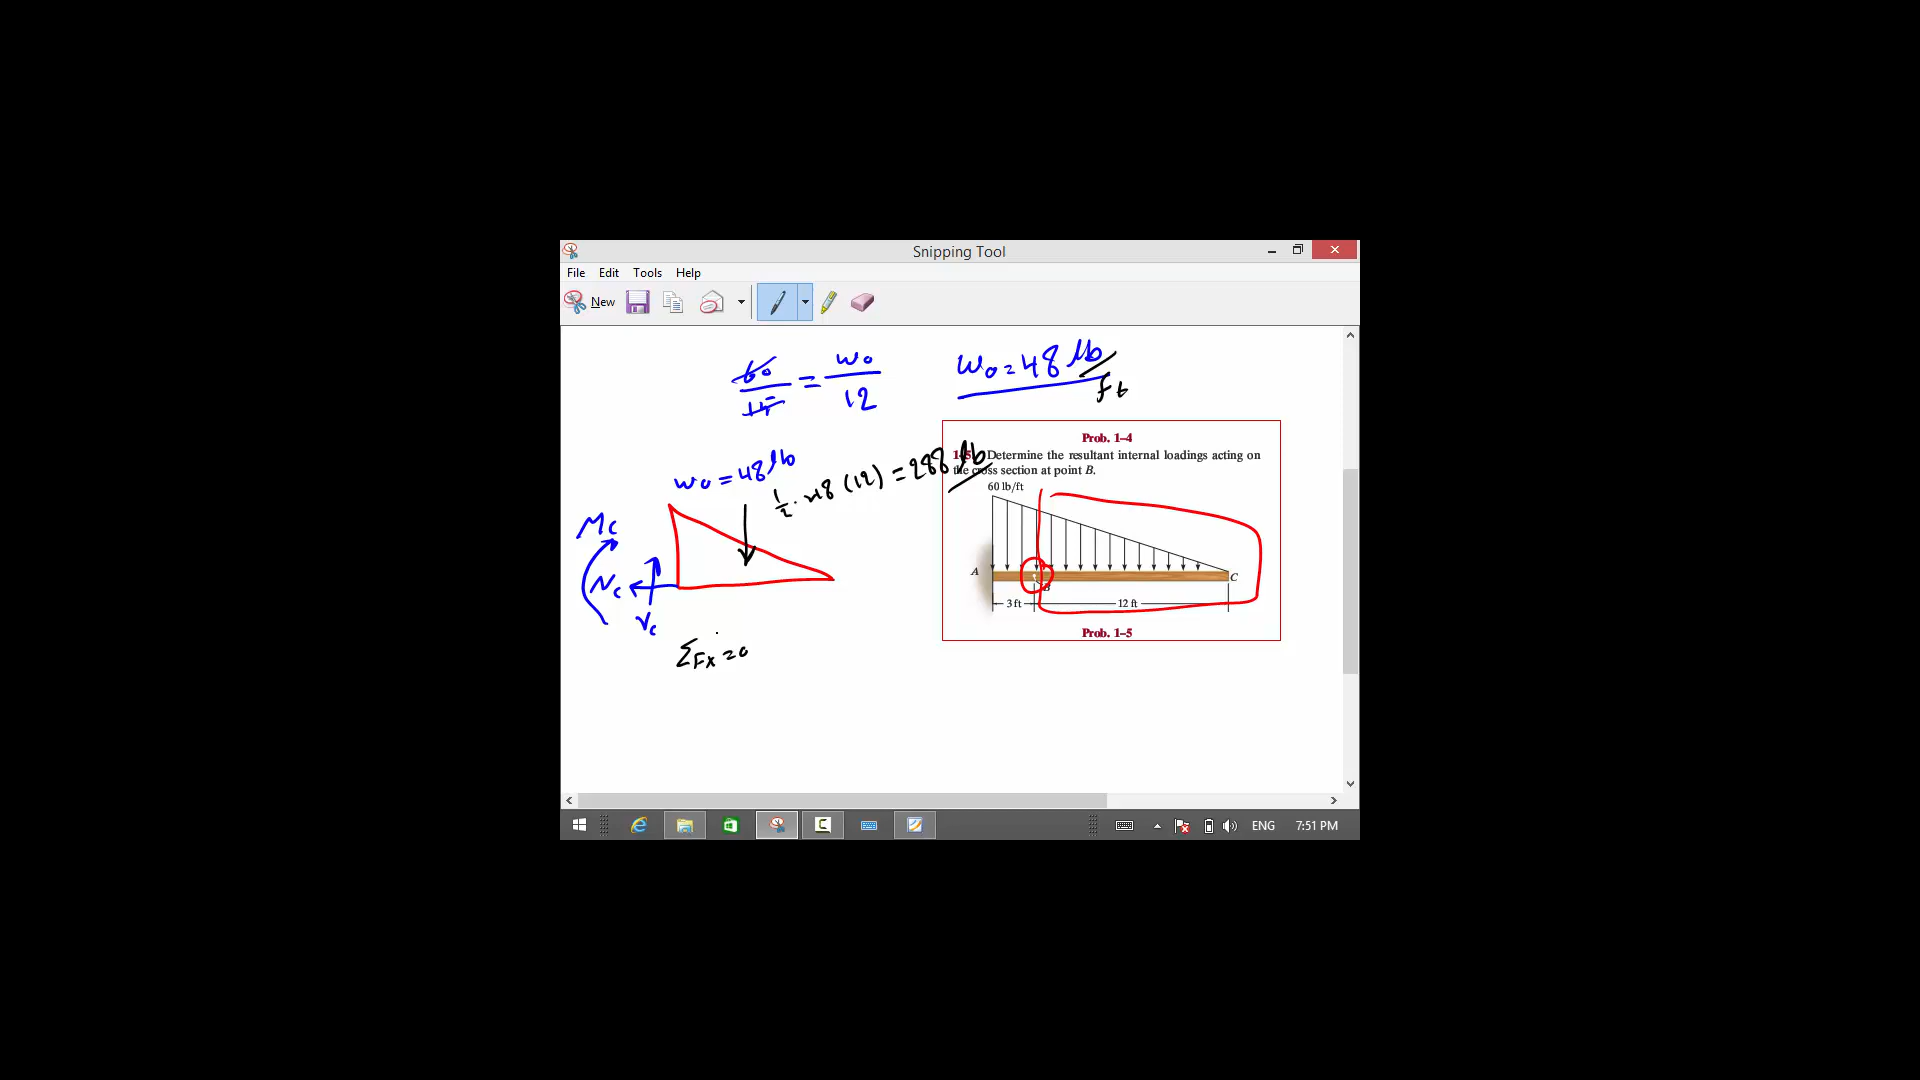 Snipping Tool
File Edit Tools Help
New
60/15 = w0/12
w0 = 48 lb/ft
w0 = 48 lb
1/2 . 48 (12) = 288 lb
Prob. 1–4
1–5. Determine the resultant internal loadings acting on
the cross section at point B.
60 lb/ft
A
B
C
3 ft
12 ft
Prob. 1–5
Mc
Nc
Vc
ΣFx = 0
ENG 7:51 PM